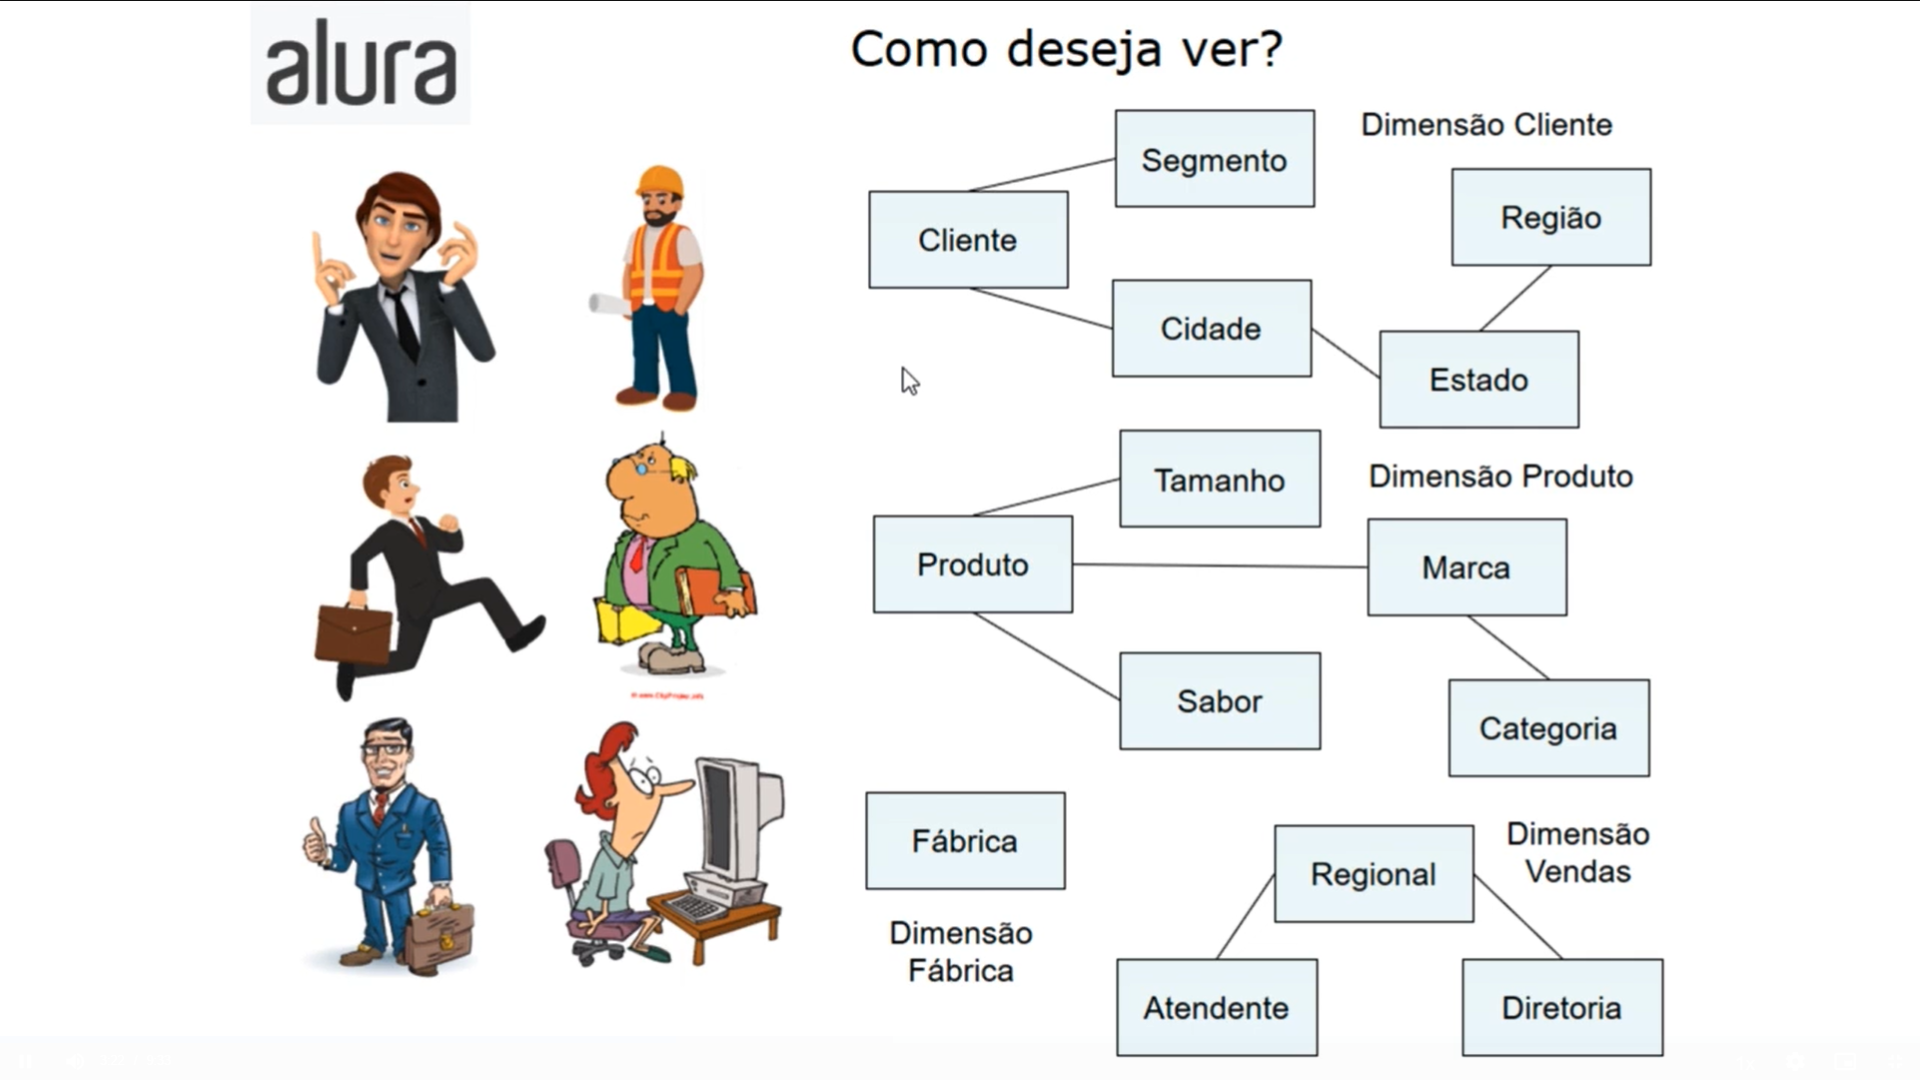 alura
Como deseja ver?
Segmento
Dimensão Cliente
Região
Cliente
Cidade
Estado
Tamanho
Dimensão Produto
Produto
Marca
Sabor
Categoria
Fábrica
Dimensão
Fábrica
Regional
Dimensão
Vendas
Atendente
Diretoria